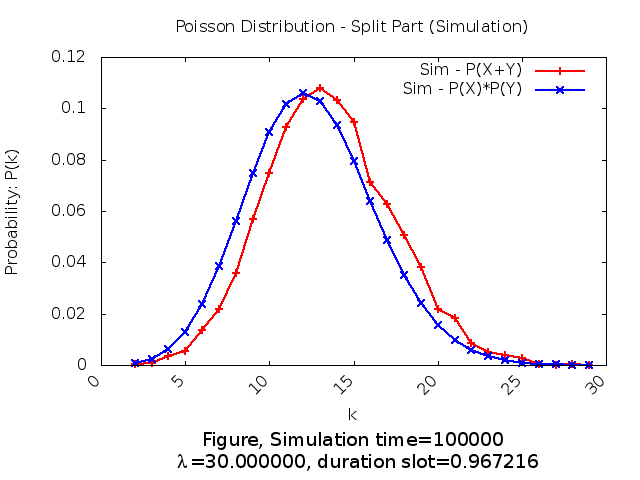 Poisson Distribution - Split Part (Simulation)
0.12
0.1
0.08
0.06
0.04
0.02
0
Probability: P(k)
Sim - P(X+Y)
Sim - P(X)*P(Y)
0
5
10
15
20
25
30
k
Figure, Simulation time=100000
λ=30.000000, duration slot=0.967216